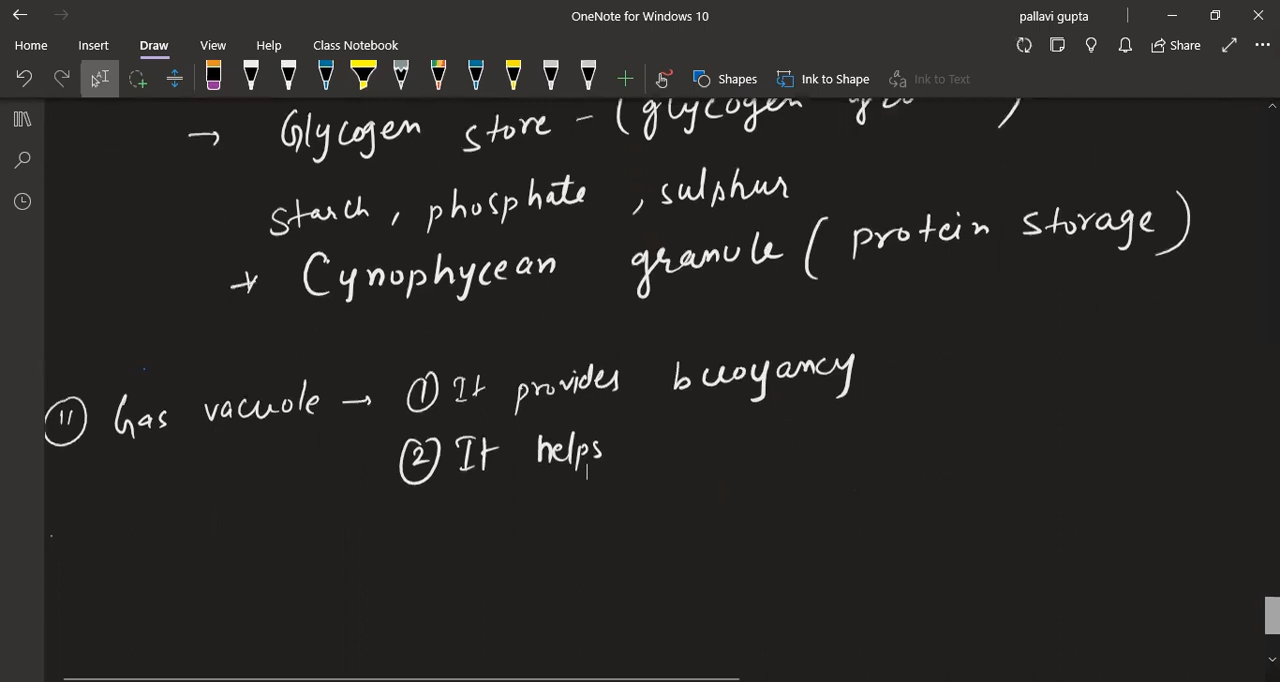 OneNote for Windows 10
pallavi gupta
Home Insert Draw View Help Class Notebook
Share
Shapes Ink to Shape Ink to Text
→ Glycogen store - (glycogen
starch, phosphate, sulphur
→ Cynophycean granule (protein storage)
11 Gas vacuole → ① It provides buoyancy
② It helps